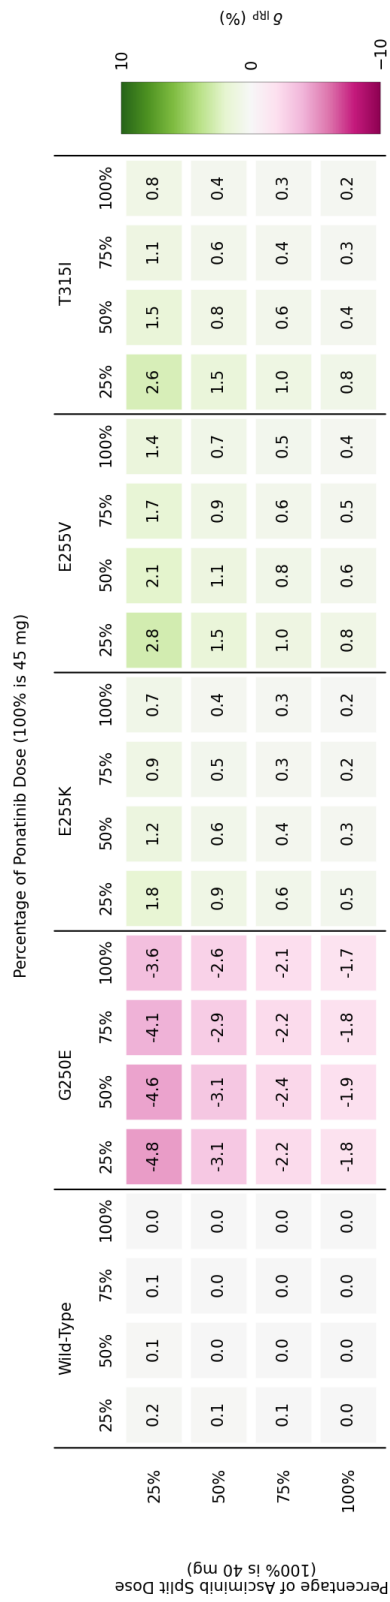 Percentage of Ponatinib Dose (100% is 45 mg)
Wild-Type G250E E255K E255V T315I
25% 50% 75% 100% 25% 50% 75% 100% 25% 50% 75% 100% 25% 50% 75% 100% 25% 50% 75% 100%
Percentage of Asciminib Split Dose
(100% is 40 mg)
25% 0.2 0.1 0.1 0.0 -4.8 -4.6 -4.1 -3.6 1.8 1.2 0.9 0.7 2.8 2.1 1.7 1.4 2.6 1.5 1.1 0.8
50% 0.1 0.0 0.0 0.0 -3.1 -3.1 -2.9 -2.6 0.9 0.6 0.5 0.4 1.5 1.1 0.9 0.7 1.5 0.8 0.6 0.4
75% 0.1 0.0 0.0 0.0 -2.2 -2.4 -2.2 -2.1 0.6 0.4 0.3 0.3 1.0 0.8 0.6 0.5 1.0 0.6 0.4 0.3
100% 0.0 0.0 0.0 0.0 -1.8 -1.9 -1.8 -1.7 0.5 0.3 0.2 0.2 0.8 0.6 0.5 0.4 0.8 0.4 0.3 0.2
10
0
−10
δ IRP (%)